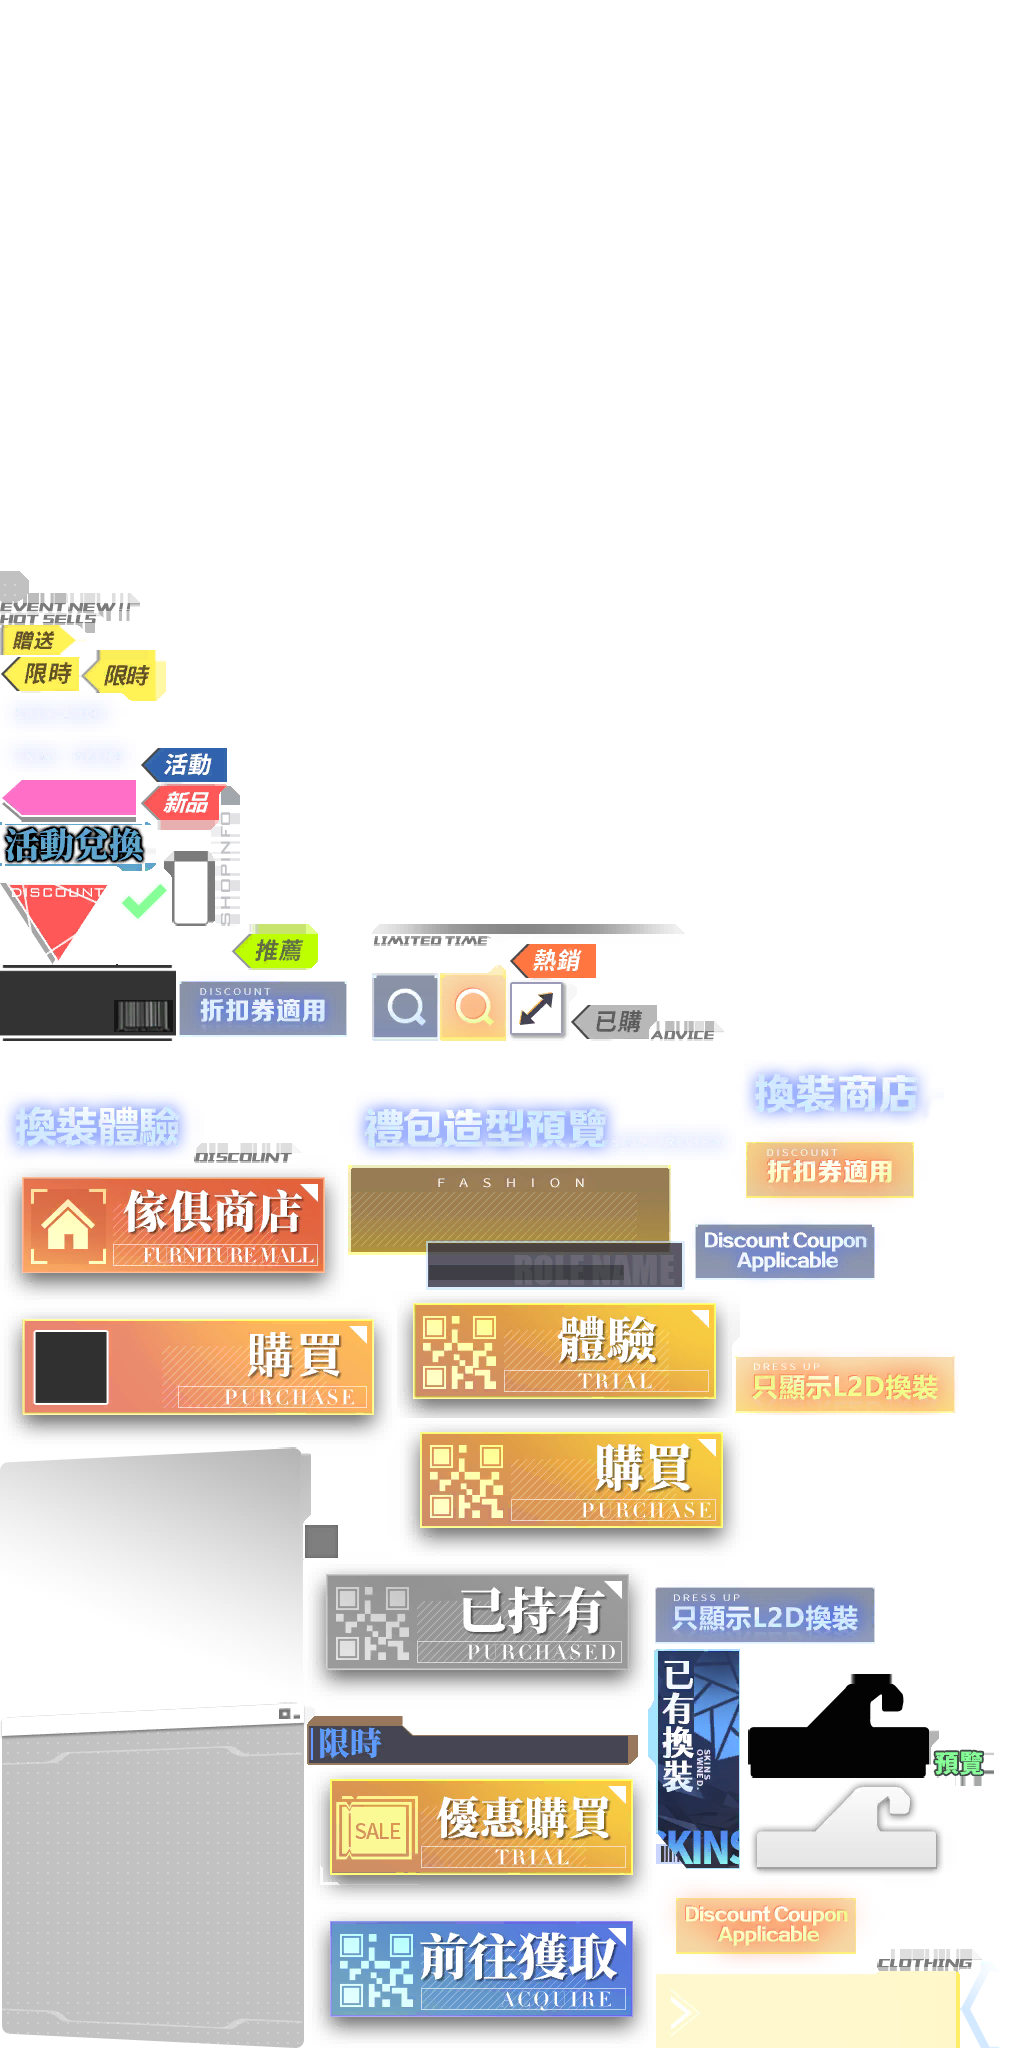 EVENT NEW !!
HOT SELLS
贈送
限時
限時
活動
新品
SHOPINFO
活動兌換
DISCOUNT
推薦
LIMITED TIME
熱銷
DISCOUNT
折扣券適用
已購
ADVICE
換裝商店
換裝體驗
禮包造型預覽
DISCOUNT
DISCOUNT
折扣券適用
傢俱商店
FURNITURE MALL
FASHION
ROLE NAME
Discount Coupon
Applicable
購買
PURCHASE
體驗
TRIAL
DRESS UP
只顯示L2D換裝
購買
PURCHASE
已持有
PURCHASED
DRESS UP
只顯示L2D換裝
已有換裝
SKINS
OWNED.
SKINS
限時
預覽
SALE
優惠購買
TRIAL
Discount Coupon
Applicable
前往獲取
ACQUIRE
CLOTHING